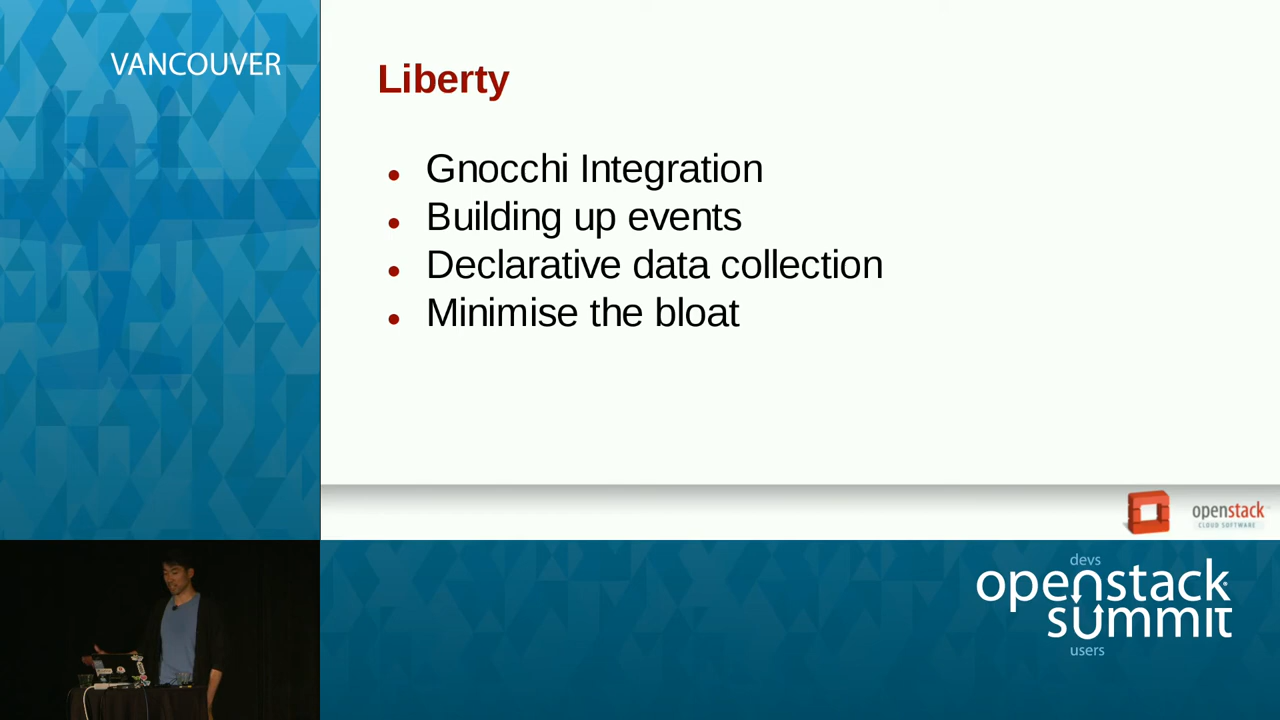 VANCOUVER
Liberty
Gnocchi Integration
Building up events
Declarative data collection
Minimise the bloat
openstack
CLOUD SOFTWARE
devs
openstack
summit
users